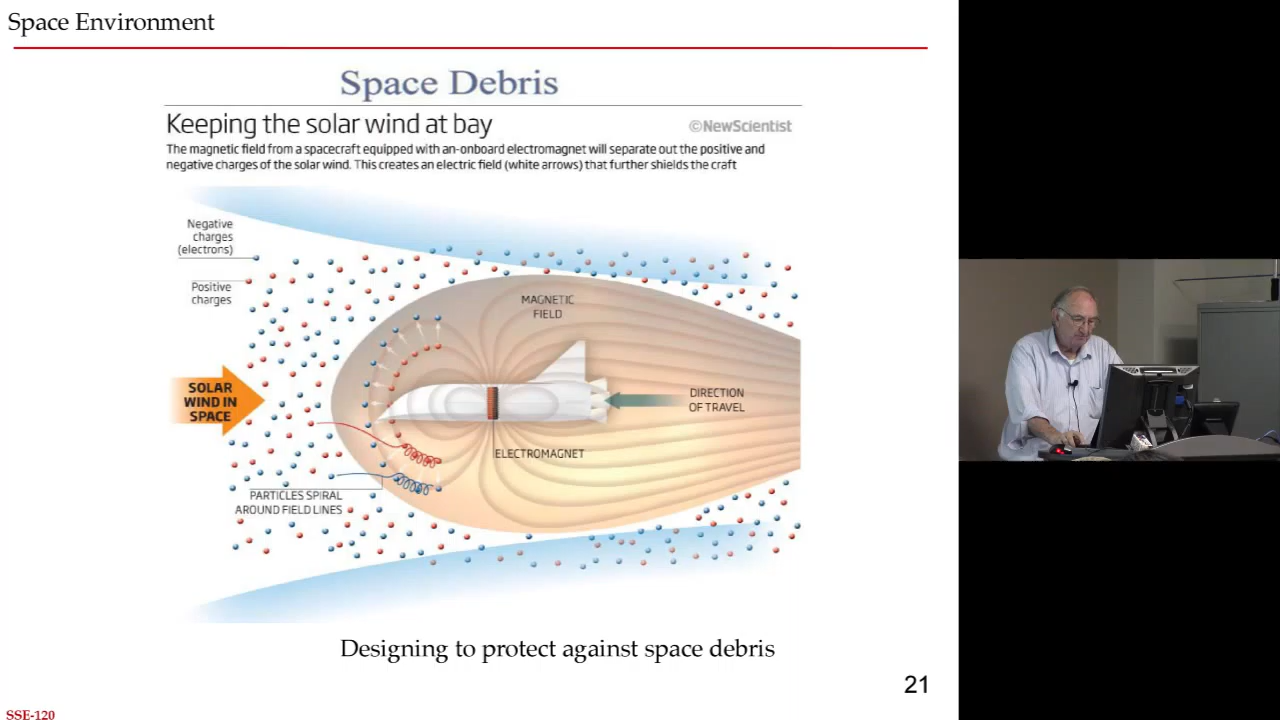 Space Environment
Space Debris
Keeping the solar wind at bay
©NewScientist
The magnetic field from a spacecraft equipped with an-onboard electromagnet will separate out the positive and
negative charges of the solar wind. This creates an electric field (white arrows) that further shields the craft
Negative
charges
(electrons)
Positive
charges
MAGNETIC
FIELD
SOLAR
WIND IN
SPACE
DIRECTION
OF TRAVEL
ELECTROMAGNET
PARTICLES SPIRAL
AROUND FIELD LINES
Designing to protect against space debris
21
SSE-120